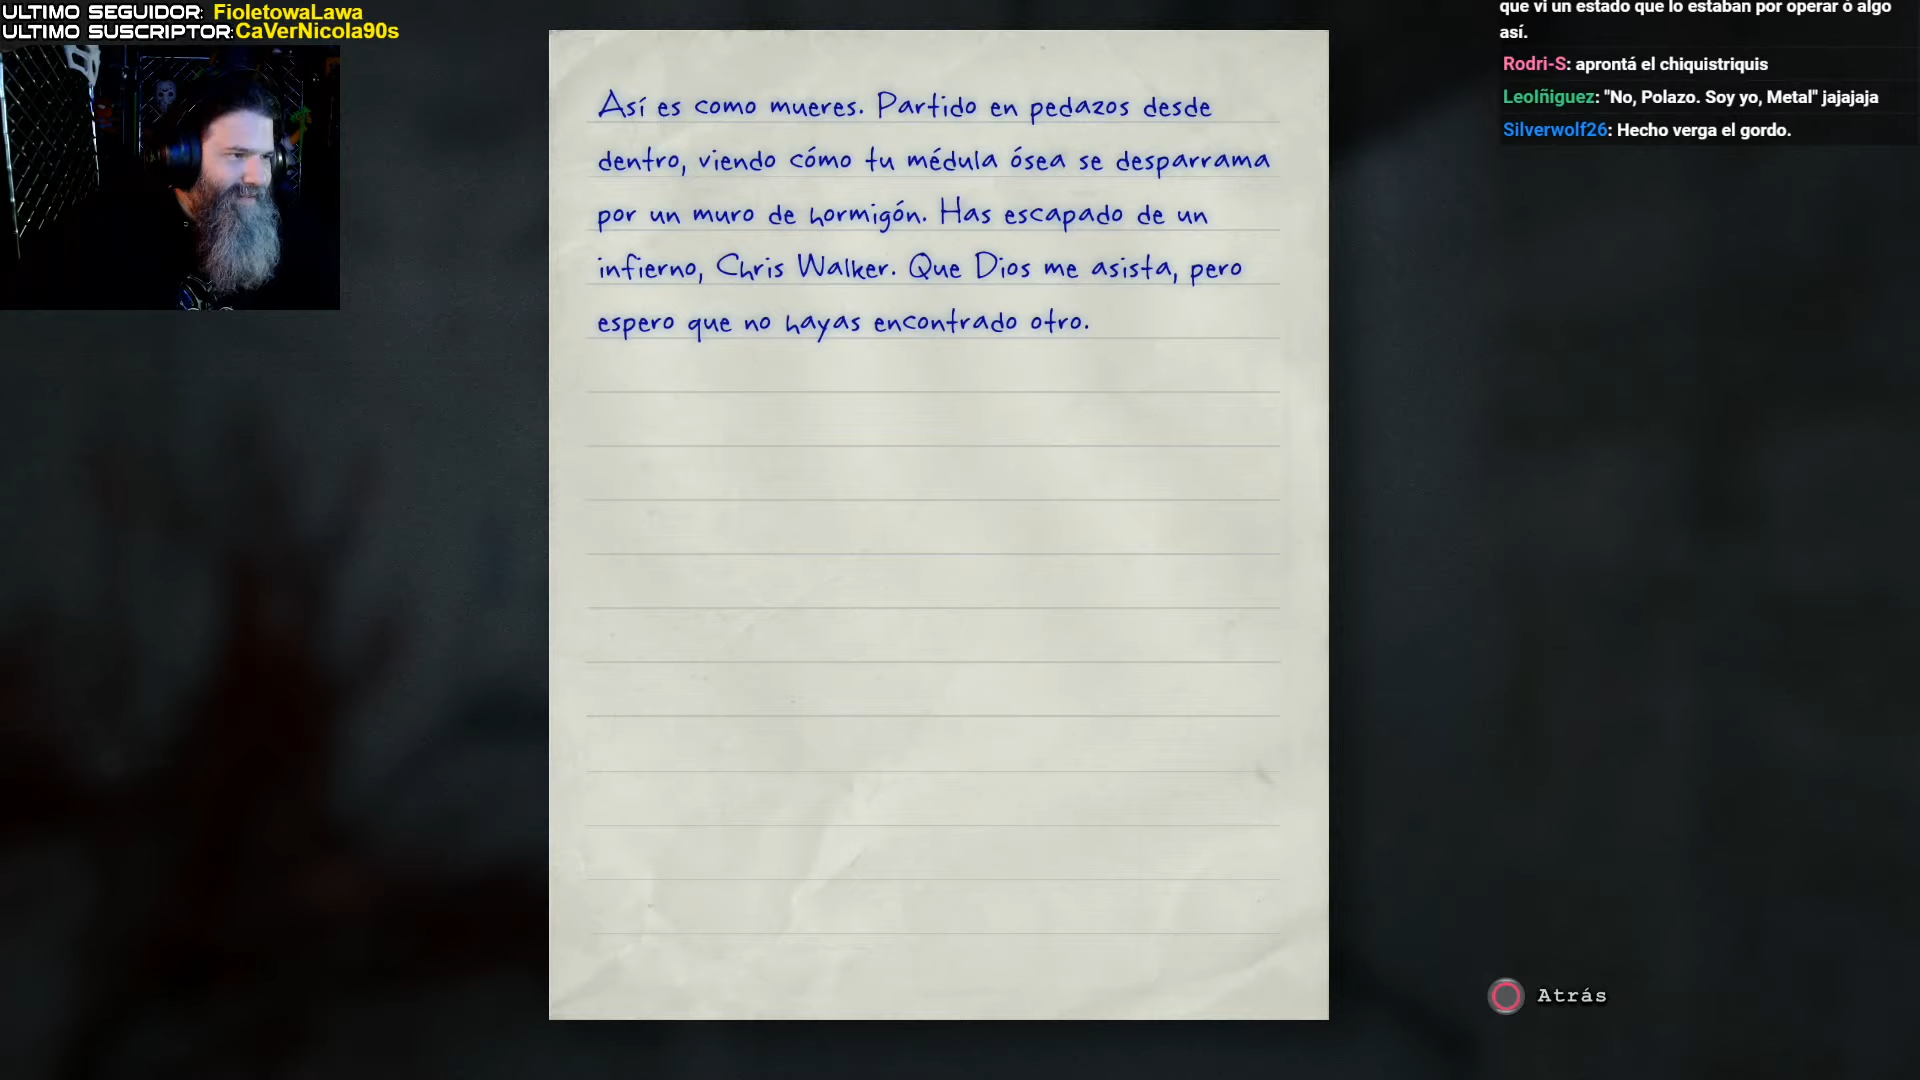 ULTIMO SEGUIDOR: FioletowaLawa
ULTIMO SUSCRIPTOR:CaVerNicola90s
Así es como mueres. Partido en pedazos desde
dentro, viendo cómo tu médula ósea se desparrama
por un muro de hormigón. Has escapado de un
infierno, Chris Walker. Que Dios me asista, pero
espero que no hayas encontrado otro.
que vi un estado que lo estaban por operar ó algo
así.
Rodri-S: aprontá el chiquistriquis
LeoIñiguez: "No, Polazo. Soy yo, Metal" jajajaja
Silverwolf26: Hecho verga el gordo.
Atrás